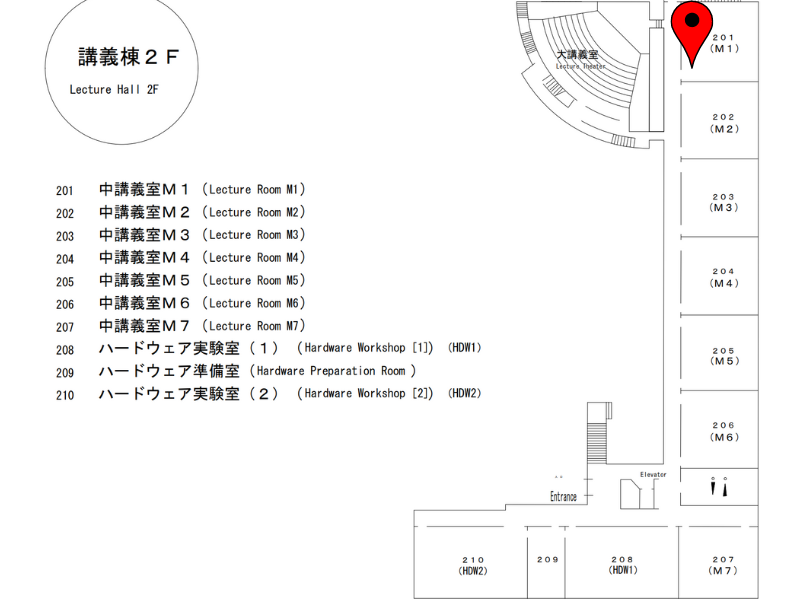 講義棟２Ｆ
Lecture Hall 2F
大講義室
Lecture Theater
201 (M1)
202 (M2)
203 (M3)
204 (M4)
205 (M5)
206 (M6)
201 中講義室Ｍ１ (Lecture Room M1)
202 中講義室Ｍ２ (Lecture Room M2)
203 中講義室Ｍ３ (Lecture Room M3)
204 中講義室Ｍ４ (Lecture Room M4)
205 中講義室Ｍ５ (Lecture Room M5)
206 中講義室Ｍ６ (Lecture Room M6)
207 中講義室Ｍ７ (Lecture Room M7)
208 ハードウェア実験室（１） (Hardware Workshop [1]) (HDW1)
209 ハードウェア準備室 (Hardware Preparation Room )
210 ハードウェア実験室（２） (Hardware Workshop [2]) (HDW2)
Elevator
Entrance
210
(HDW2)
209
208
(HDW1)
207
(M7)